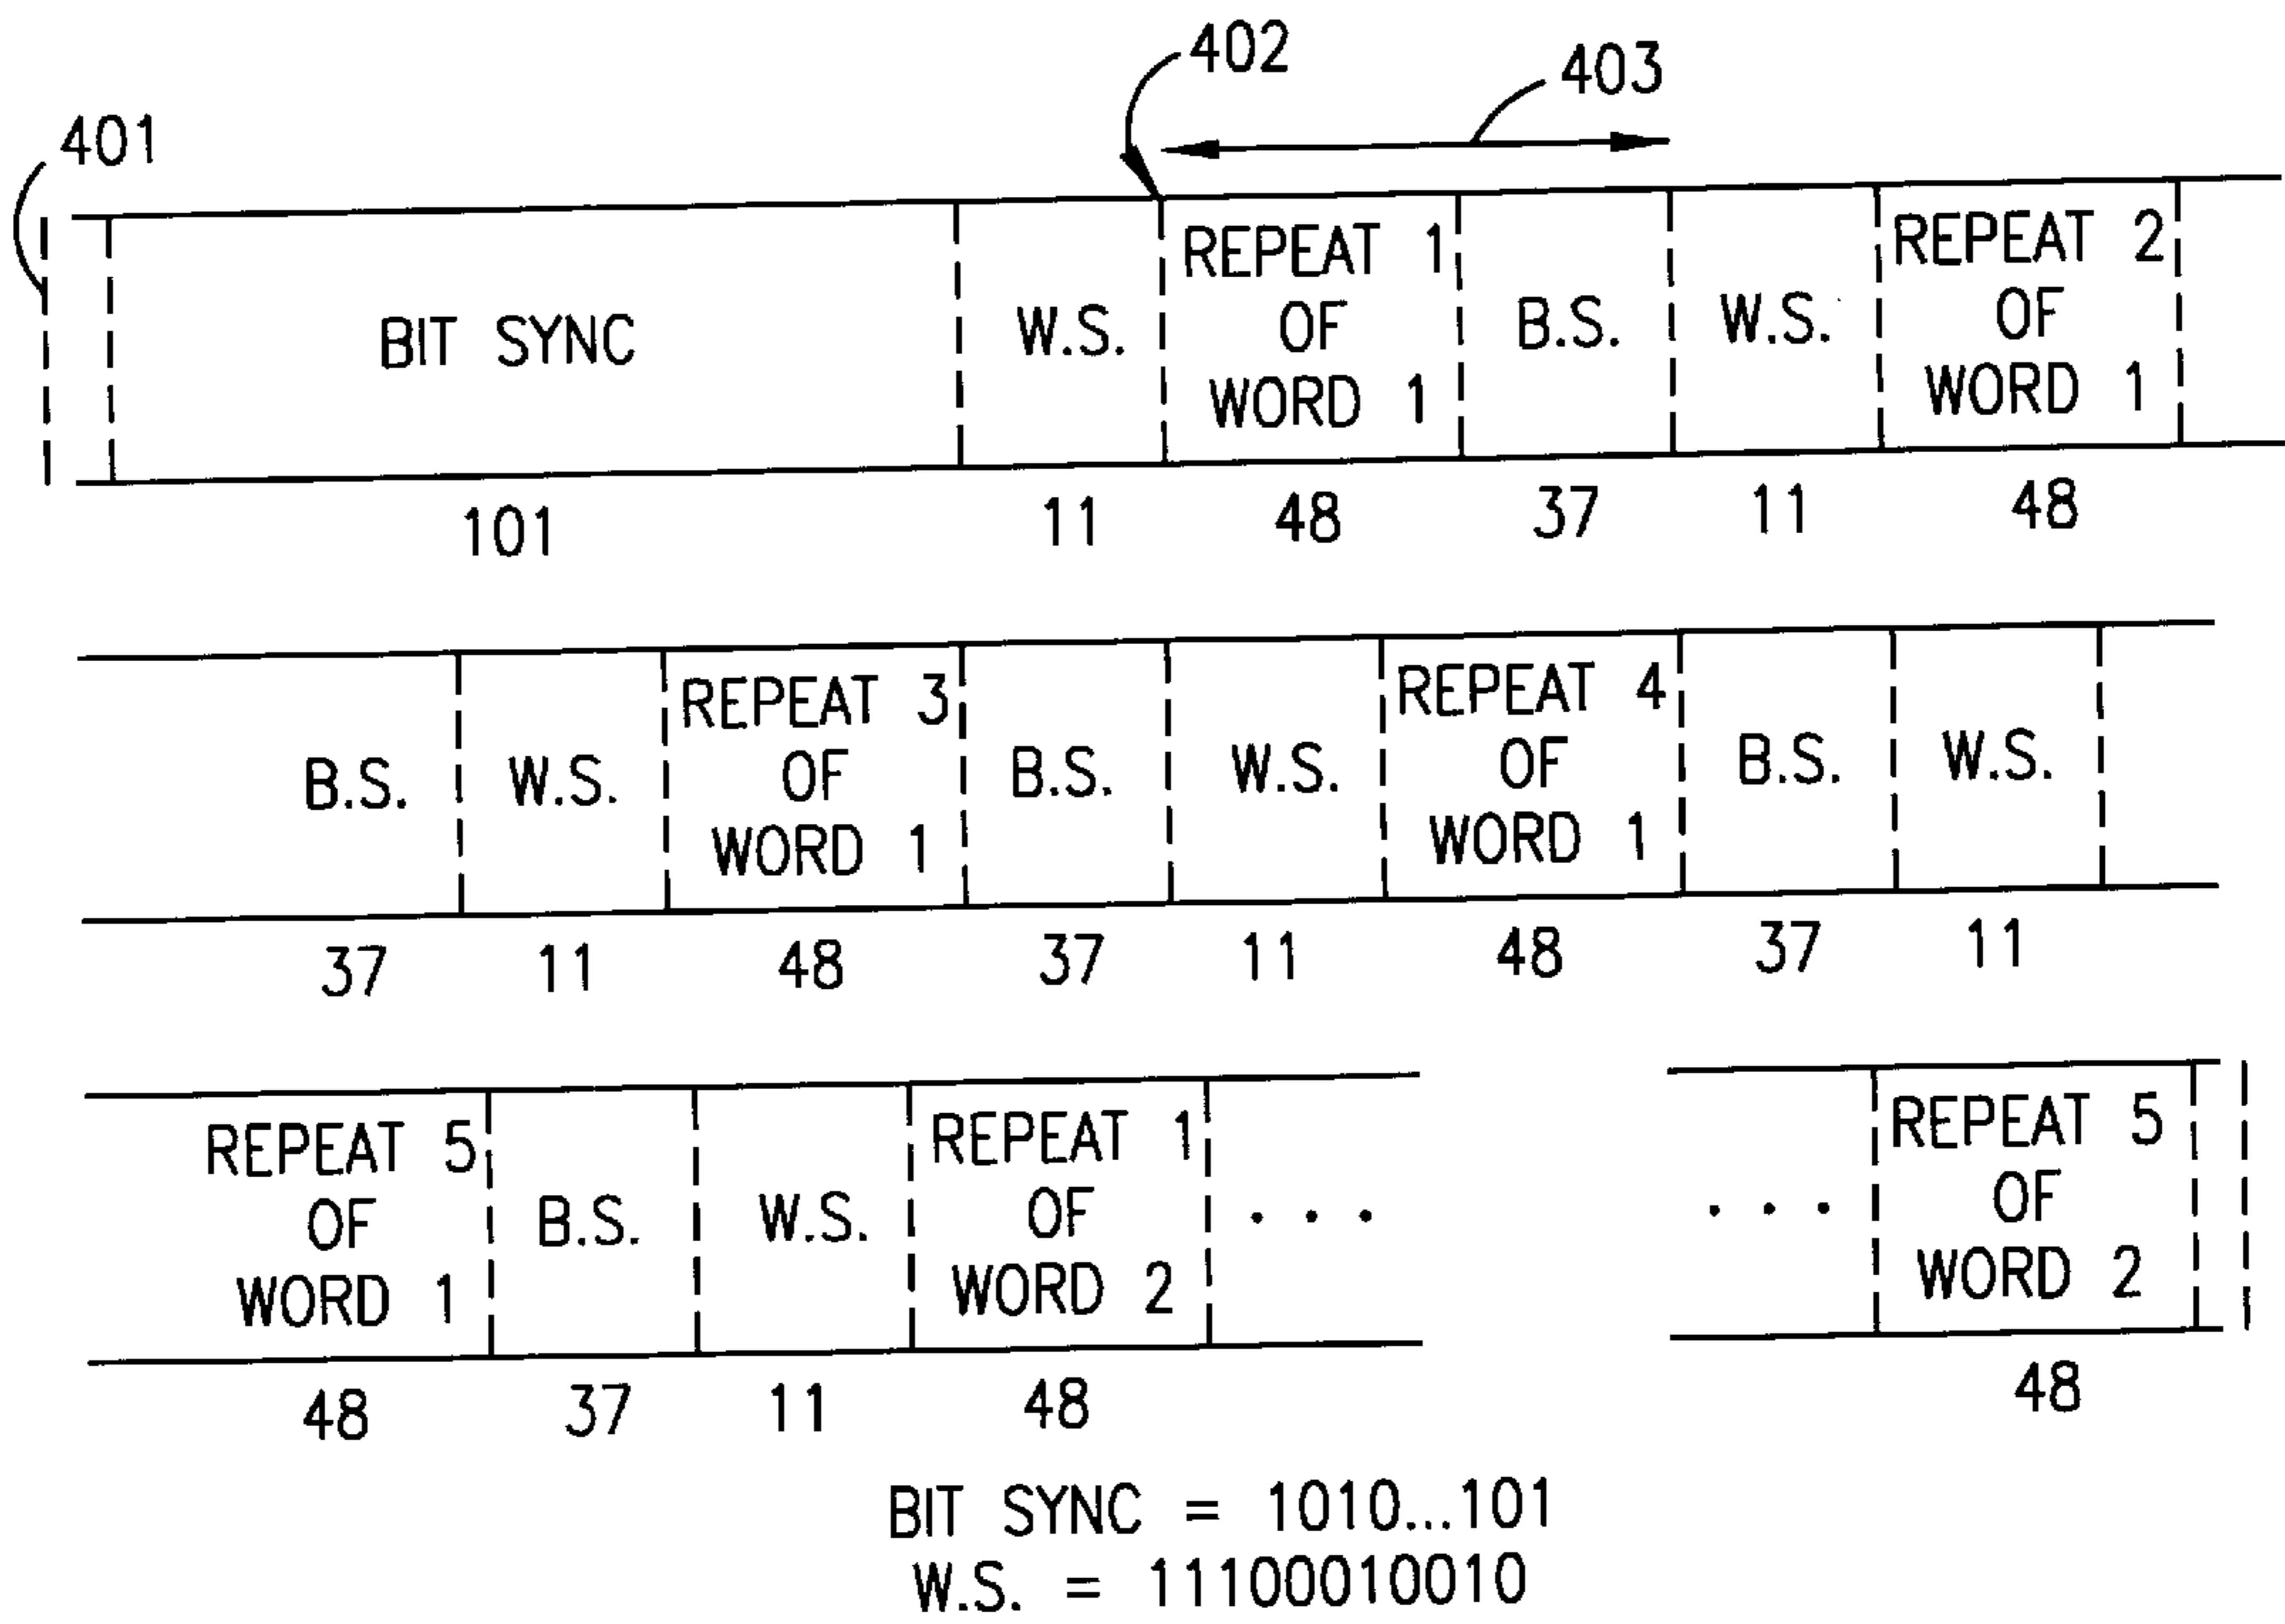 402
403
401
BIT SYNC
W.S.
REPEAT 1
OF
WORD 1
B.S.
W.S.
REPEAT 2
OF
WORD 1
101
11
48
37
11
48
B.S.
W.S.
REPEAT 3
OF
WORD 1
B.S.
W.S.
REPEAT 4
OF
WORD 1
B.S.
W.S.
37
11
48
37
11
48
37
11
REPEAT 5
OF
WORD 1
B.S.
W.S.
REPEAT 1
OF
WORD 2
. . .
. . .
REPEAT 5
OF
WORD 2
48
37
11
48
48
BIT SYNC = 1010...101
W.S. = 11100010010